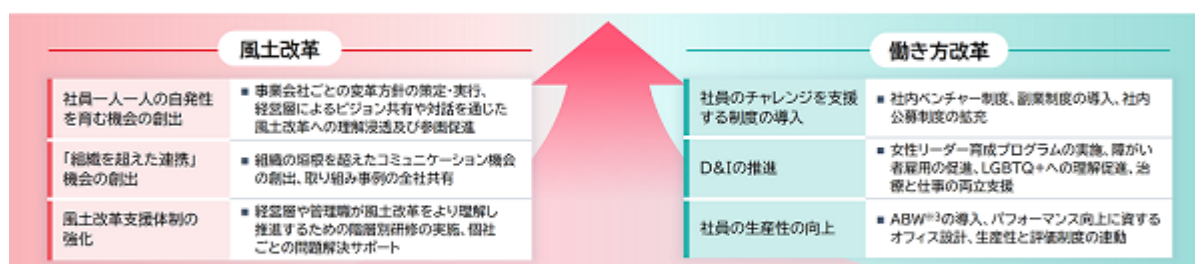 風土改革
社員一人一人の自発性
を育む機会の創出
■ 事業会社ごとの変革方針の策定・実行、
経営層によるビジョン共有や対話を通じた
風土改革への理解浸透及び参画促進
「組織を超えた連携」
機会の創出
■ 組織の垣根を超えたコミュニケーション機会
の創出、取り組み事例の全社共有
風土改革支援体制の
強化
■ 経営層や管理職が風土改革をより理解し
推進するための階層別研修の実施、個社
ごとの問題解決サポート
働き方改革
社員のチャレンジを支援
する制度の導入
■ 社内ベンチャー制度、副業制度の導入、社内
公募制度の拡充
D&Iの推進
■ 女性リーダー育成プログラムの実施、障がい
者雇用の促進、LGBTQ+への理解促進、治
療と仕事の両立支援
社員の生産性の向上
■ ABW※3の導入、パフォーマンス向上に資する
オフィス設計、生産性と評価制度の連動